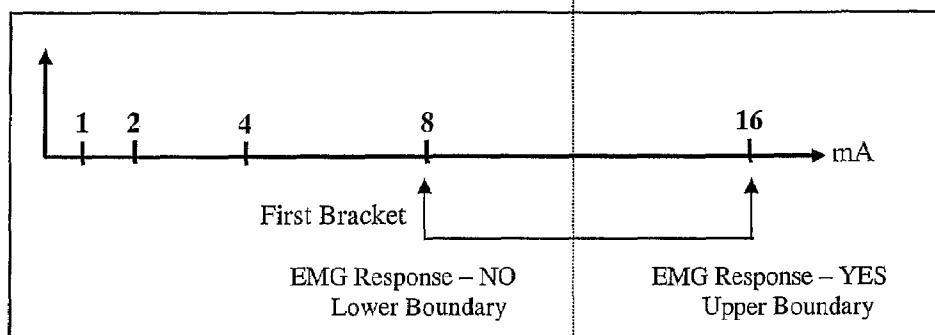 1 2 4 8 16
mA
First Bracket
EMG Response – NO
Lower Boundary
EMG Response – YES
Upper Boundary